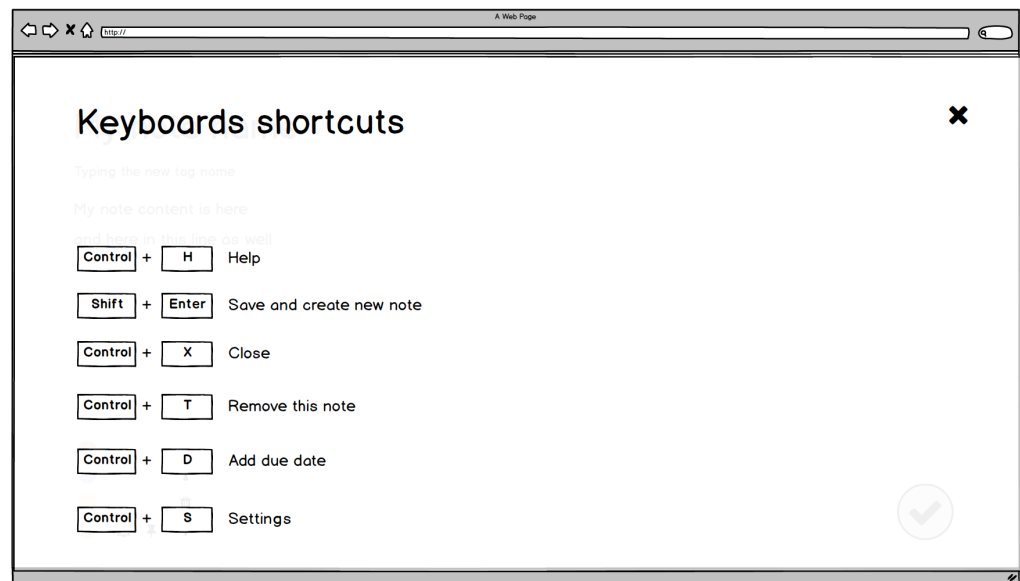 A Web Page
http://
Keyboards shortcuts
Typing the new tag name
My note content is here
and here in this line as well
Control + H Help
Shift + Enter Save and create new note
Control + X Close
Control + T Remove this note
Control + D Add due date
Control + S Settings